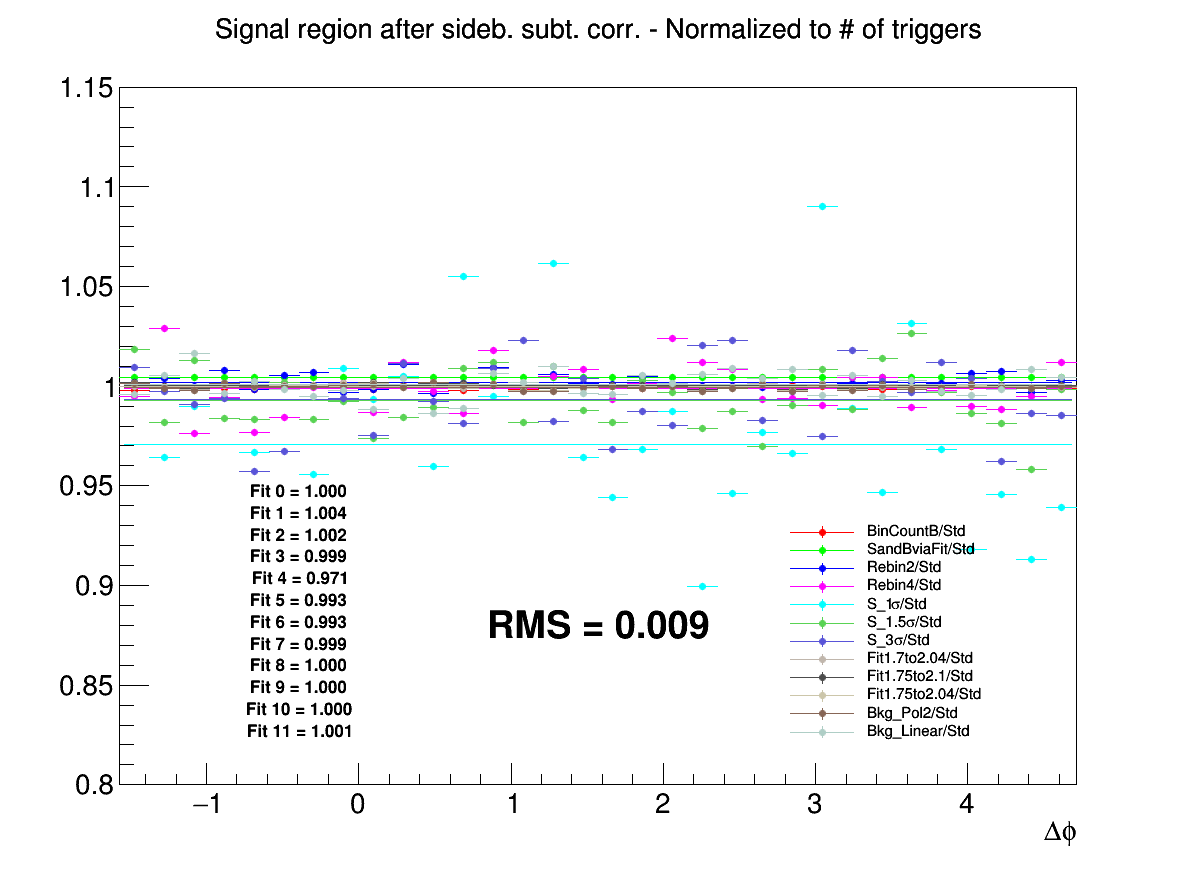 Signal region after sideb. subt. corr. - Normalized to # of triggers
1.15
1.1
1.05
1
0.95
0.9
0.85
0.8
1
Fit 0 = 1.000
Fit 1 = 1.004
Fit 2 = 1.002
Fit 3 = 0.999
Fit 4 = 0.971
Fit 5 = 0.993
Fit 6 = 0.993
Fit 7 = 0.999
Fit 8 = 1.000
Fit 9 = 1.000
Fit 10 = 1.000
Fit 11 = 1.001
RMS = 0.009
BinCountB/Std
SandBviaFit/Std
Rebin2/Std
Rebin4/Std
S_1σ/Std
S_1.5σ/Std
S_3σ/Std
Fit1.7to2.04/Std
Fit1.75to2.1/Std
Fit1.75to2.04/Std
Bkg_Pol2/Std
Bkg_Linear/Std
−1 0 1 2 3 4
Δϕ